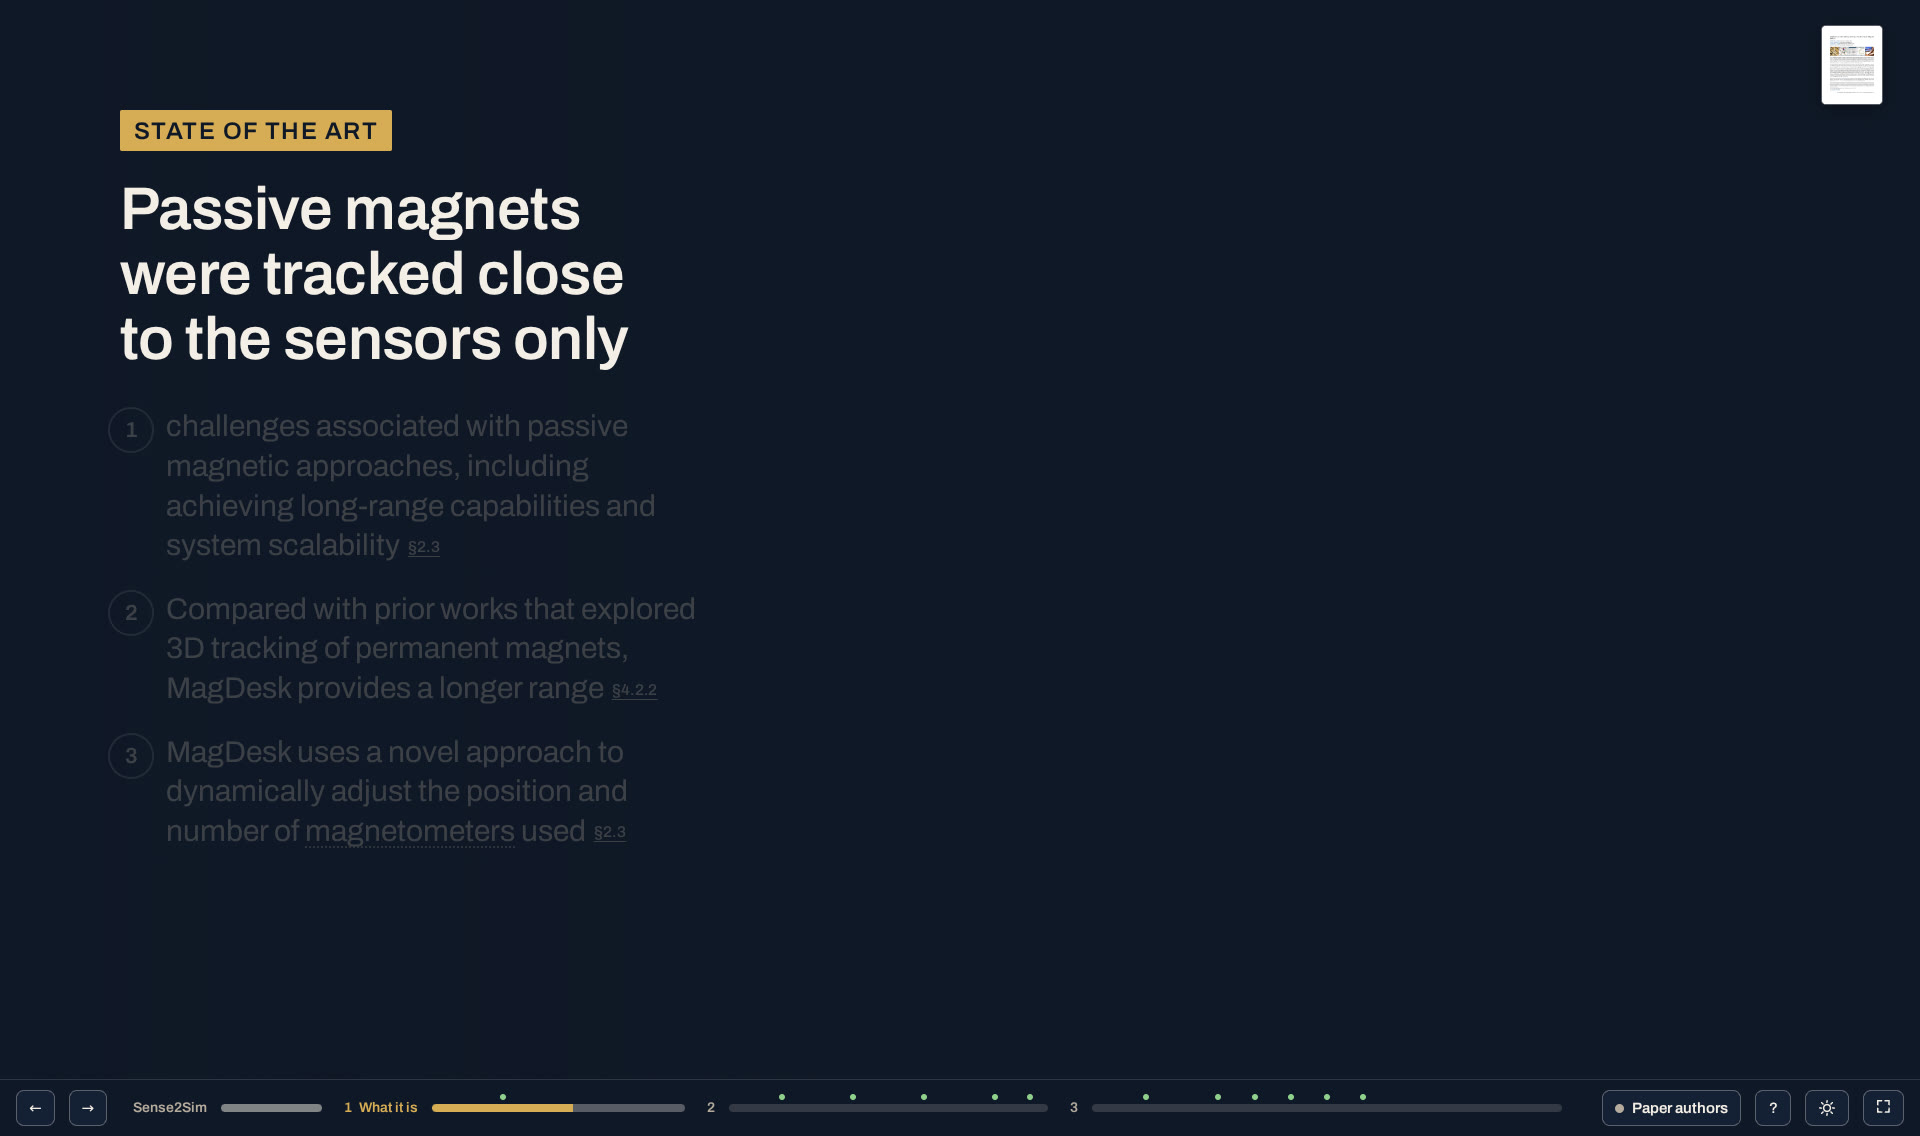 STATE OF THE ART
Passive magnets
were tracked close
to the sensors only
1 challenges associated with passive
magnetic approaches, including
achieving long-range capabilities and
system scalability §2.3
2 Compared with prior works that explored
3D tracking of permanent magnets,
MagDesk provides a longer range §4.2.2
3 MagDesk uses a novel approach to
dynamically adjust the position and
number of magnetometers used §2.3
← → Sense2Sim 1 What it is 2 3 Paper authors ?